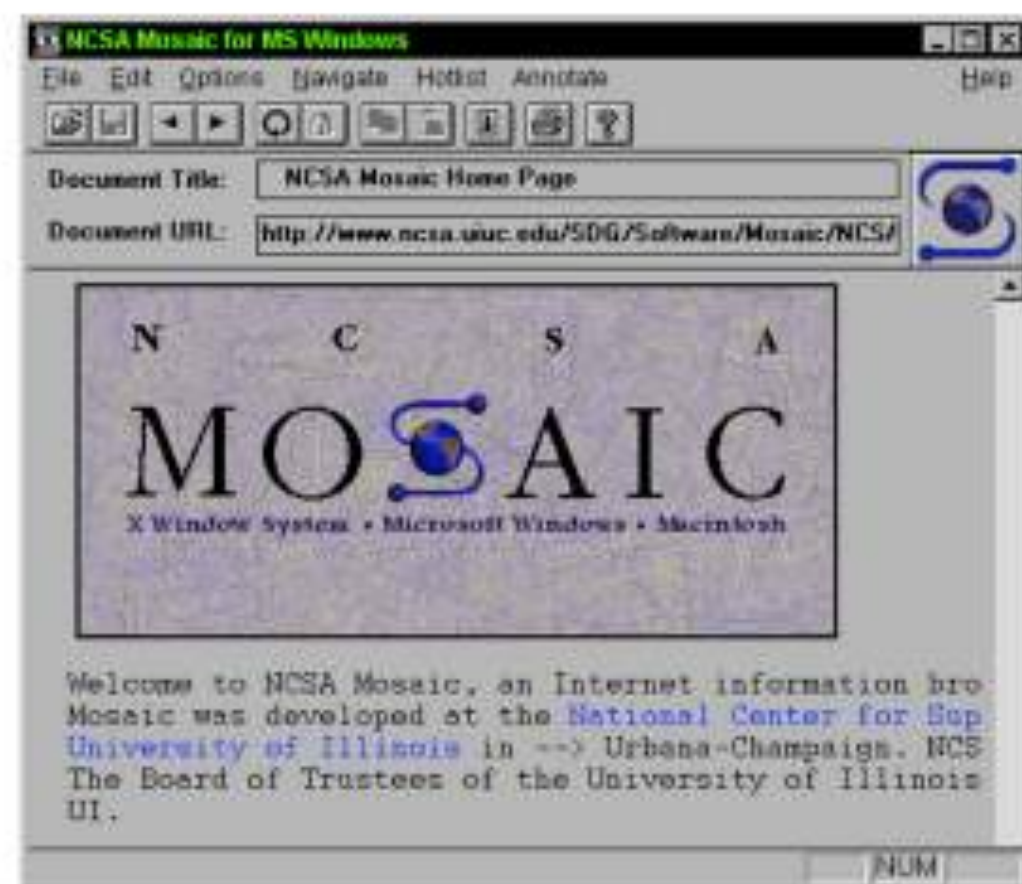 NCSA Mosaic for MS Windows
File Edit Options Navigate Hotlist Annotate Help
Document Title: NCSA Mosaic Home Page
Document URL: http://www.ncsa.uiuc.edu/SDG/Software/Mosaic/NCSA
N C S A
MOSAIC
X Window System • Microsoft Windows • Macintosh
Welcome to NCSA Mosaic, an Internet information bro
Mosaic was developed at the National Center for Sup
University of Illinois in --> Urbana-Champaign. NCS
The Board of Trustees of the University of Illinois
UI.
NUM